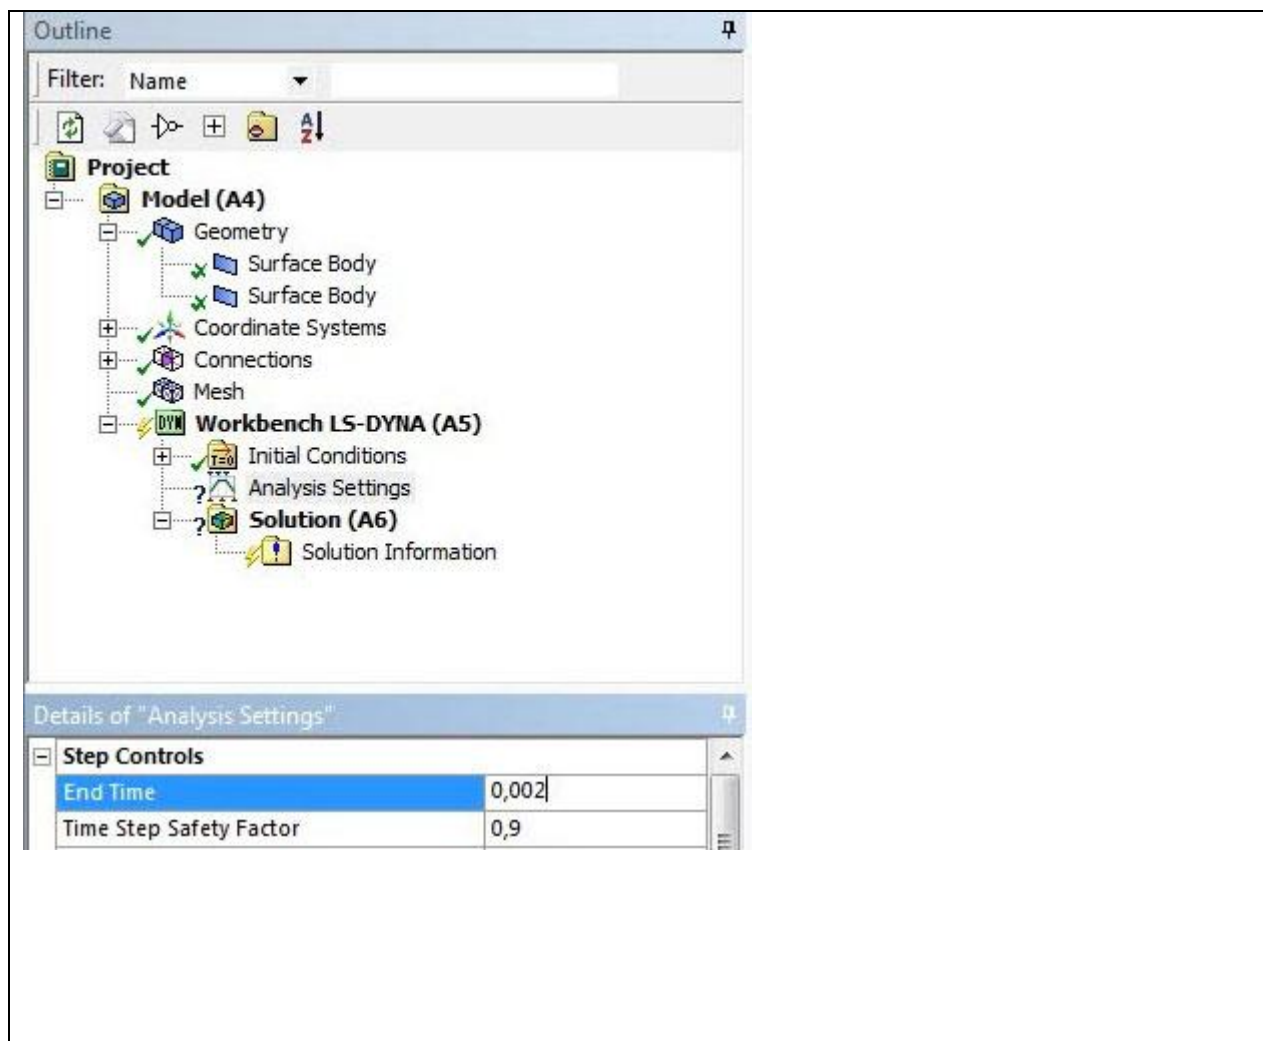 Outline
Filter: Name
Project
Model (A4)
Geometry
Surface Body
Surface Body
Coordinate Systems
Connections
Mesh
Workbench LS-DYNA (A5)
Initial Conditions
Analysis Settings
Solution (A6)
Solution Information
Details of "Analysis Settings"
Step Controls
End Time 0,002
Time Step Safety Factor 0,9